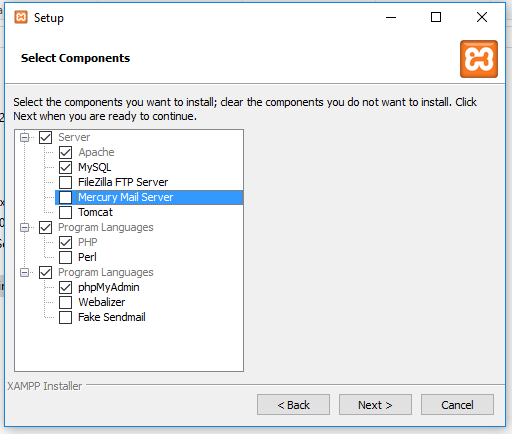 Setup
Select Components
Select the components you want to install; clear the components you do not want to install. Click
Next when you are ready to continue.
Server
Apache
MySQL
FileZilla FTP Server
Mercury Mail Server
Tomcat
Program Languages
PHP
Perl
Program Languages
phpMyAdmin
Webalizer
Fake Sendmail
XAMPP Installer
< Back
Next >
Cancel